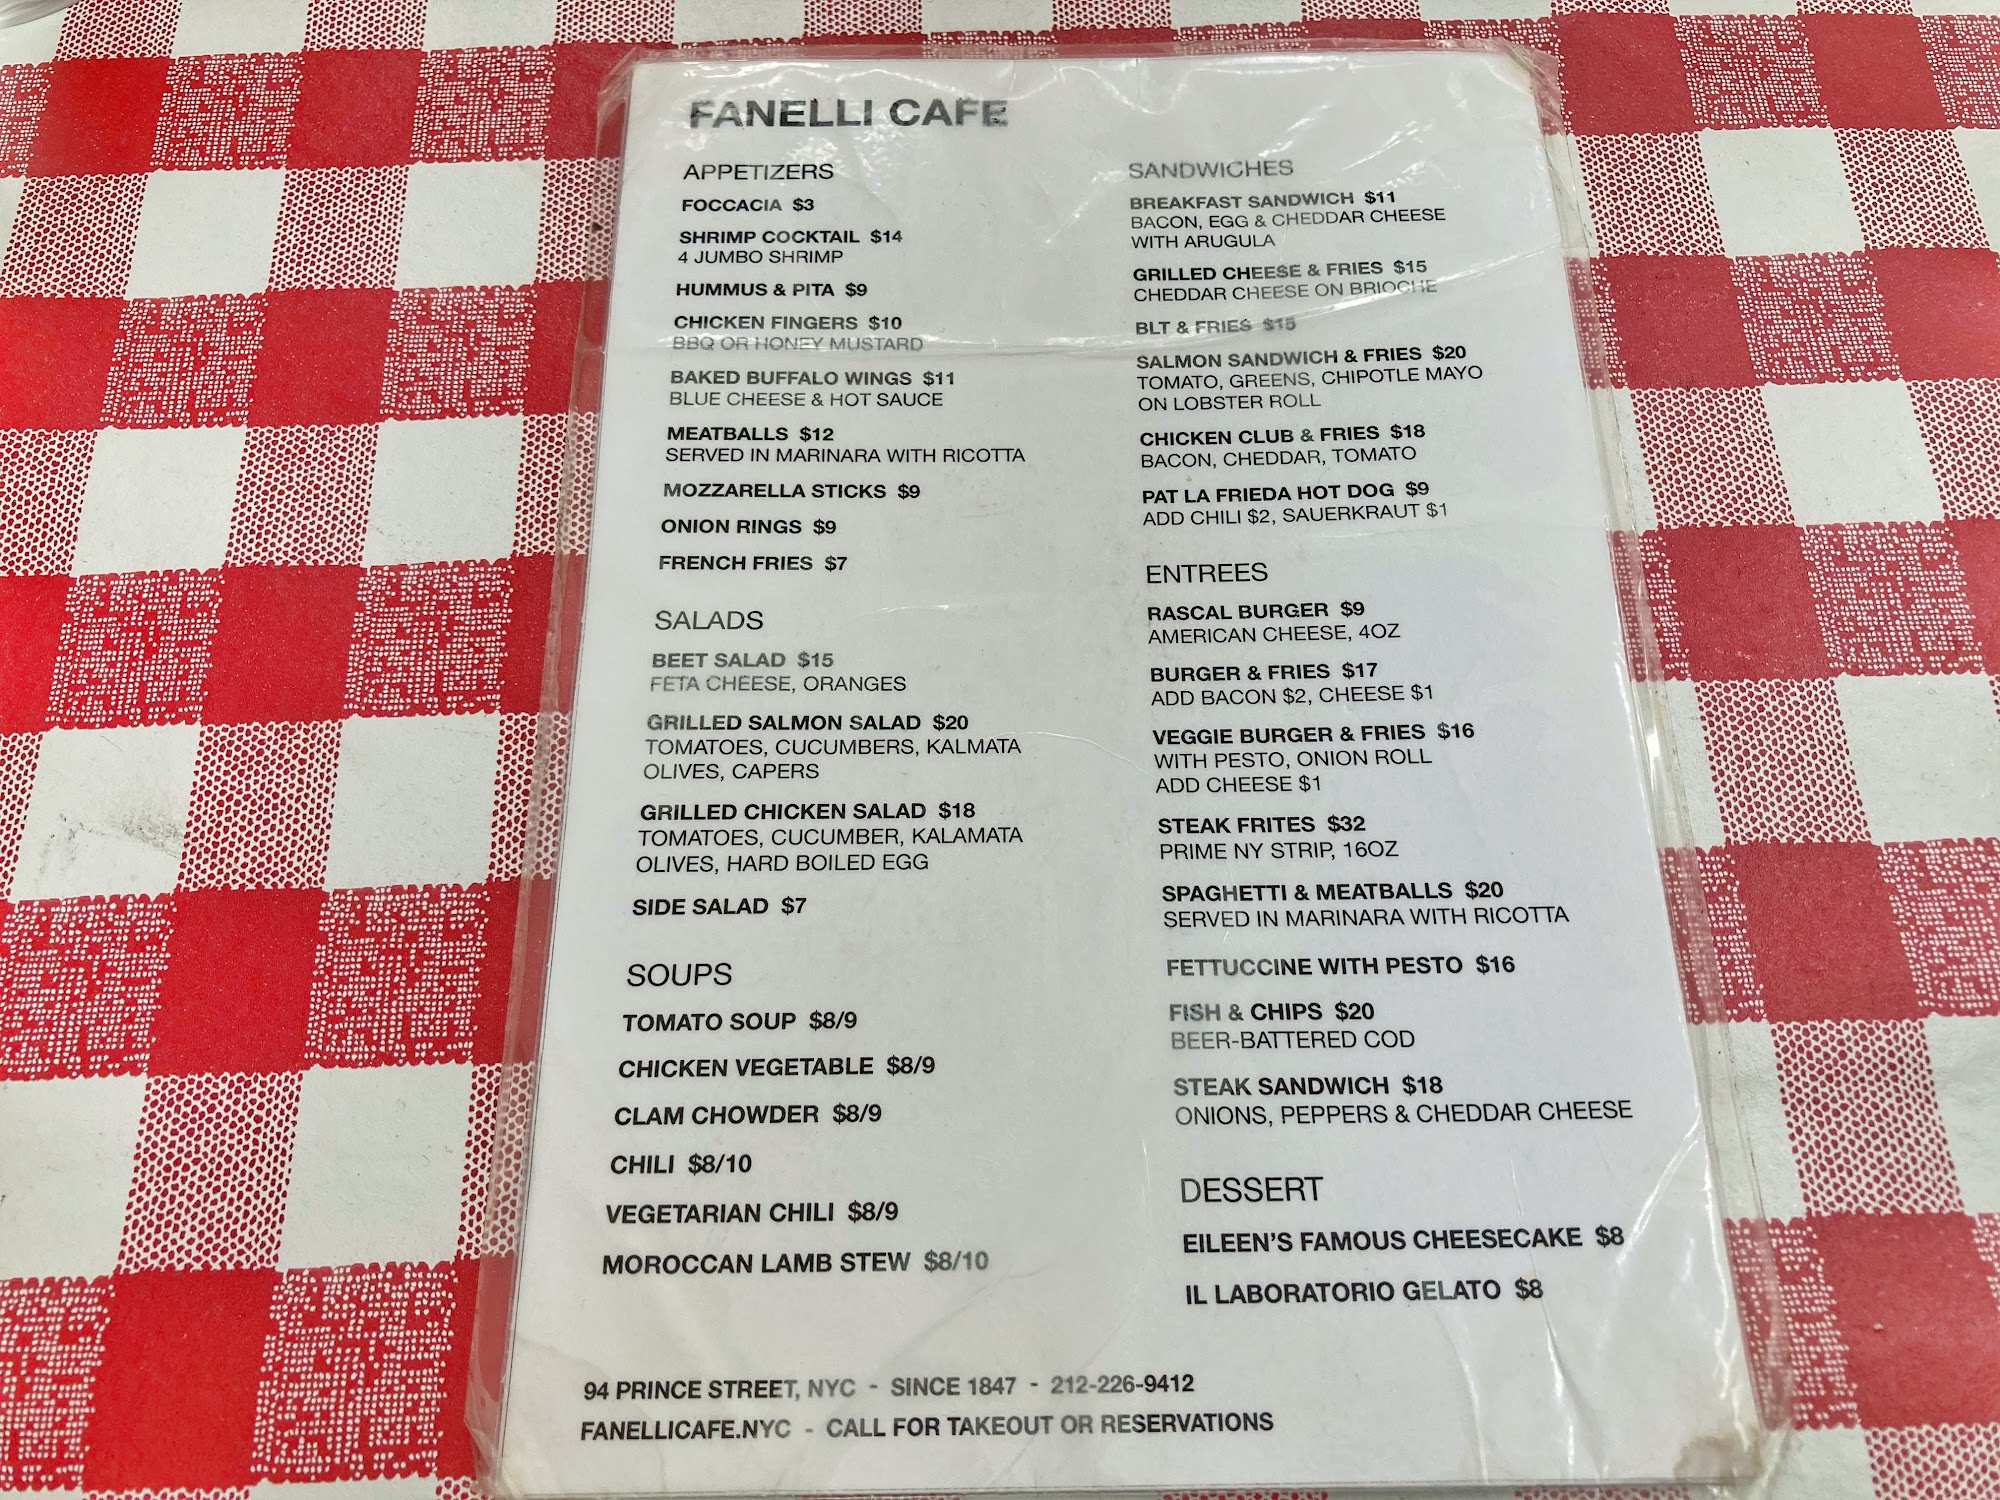 FANELLI CAFE
APPETIZERS
FOCCACIA $3
SHRIMP COCKTAIL $14
4 JUMBO SHRIMP
HUMMUS & PITA $9
CHICKEN FINGERS $10
BBQ OR HONEY MUSTARD
BAKED BUFFALO WINGS $11
BLUE CHEESE & HOT SAUCE
MEATBALLS $12
SERVED IN MARINARA WITH RICOTTA
MOZZARELLA STICKS $9
ONION RINGS $9
FRENCH FRIES $7
SALADS
BEET SALAD $15
FETA CHEESE, ORANGES
GRILLED SALMON SALAD $20
TOMATOES, CUCUMBERS, KALMATA
OLIVES, CAPERS
GRILLED CHICKEN SALAD $18
TOMATOES, CUCUMBER, KALAMATA
OLIVES, HARD BOILED EGG
SIDE SALAD $7
SOUPS
TOMATO SOUP $8/9
CHICKEN VEGETABLE $8/9
CLAM CHOWDER $8/9
CHILI $8/10
VEGETARIAN CHILI $8/9
MOROCCAN LAMB STEW $8/10
SANDWICHES
BREAKFAST SANDWICH $11
BACON, EGG & CHEDDAR CHEESE
WITH ARUGULA
GRILLED CHEESE & FRIES $15
CHEDDAR CHEESE ON BRIOCHE
BLT & FRIES $15
SALMON SANDWICH & FRIES $20
TOMATO, GREENS, CHIPOTLE MAYO
ON LOBSTER ROLL
CHICKEN CLUB & FRIES $18
BACON, CHEDDAR, TOMATO
PAT LA FRIEDA HOT DOG $9
ADD CHILI $2, SAUERKRAUT $1
ENTREES
RASCAL BURGER $9
AMERICAN CHEESE, 4OZ
BURGER & FRIES $17
ADD BACON $2, CHEESE $1
VEGGIE BURGER & FRIES $16
WITH PESTO, ONION ROLL
ADD CHEESE $1
STEAK FRITES $32
PRIME NY STRIP, 16OZ
SPAGHETTI & MEATBALLS $20
SERVED IN MARINARA WITH RICOTTA
FETTUCCINE WITH PESTO $16
FISH & CHIPS $20
BEER-BATTERED COD
STEAK SANDWICH $18
ONIONS, PEPPERS & CHEDDAR CHEESE
DESSERT
EILEEN'S FAMOUS CHEESECAKE $8
IL LABORATORIO GELATO $8
94 PRINCE STREET, NYC - SINCE 1847 - 212-226-9412
FANELLICAFE.NYC - CALL FOR TAKEOUT OR RESERVATIONS